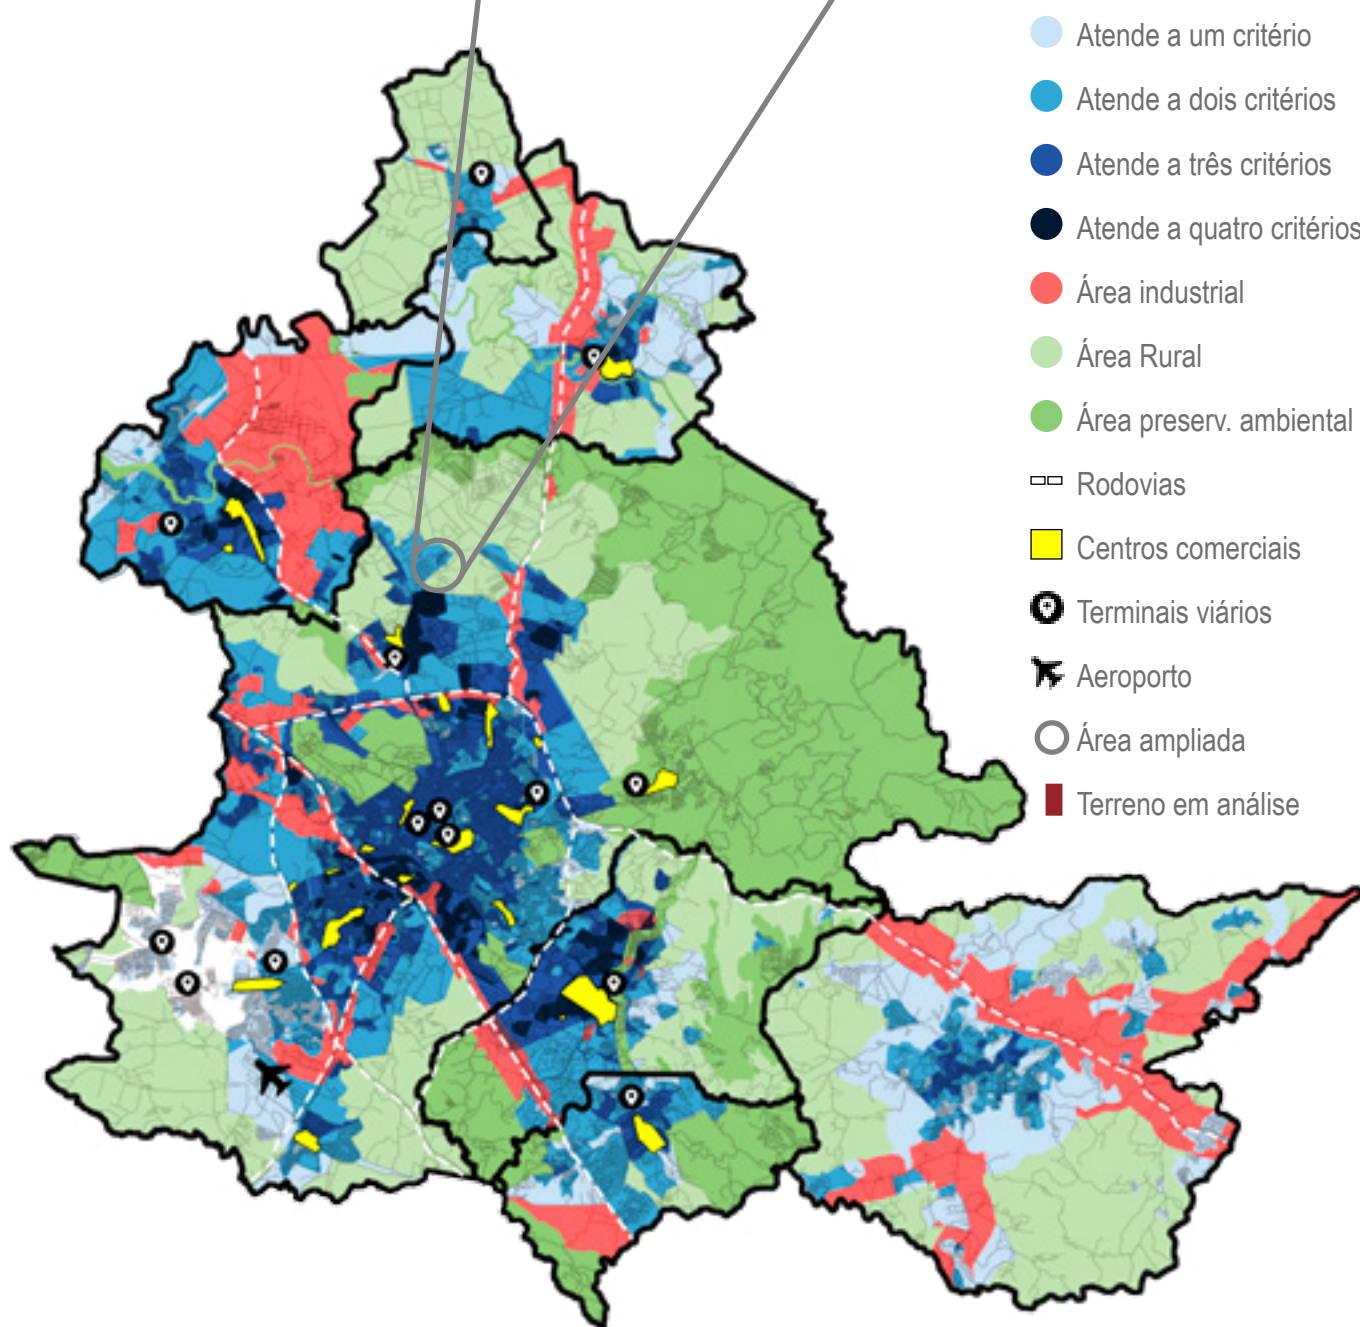 Atende a um critério
Atende a dois critérios
Atende a três critérios
Atende a quatro critérios
Área industrial
Área Rural
Área preserv. ambiental
Rodovias
Centros comerciais
Terminais viários
Aeroporto
Área ampliada
Terreno em análise